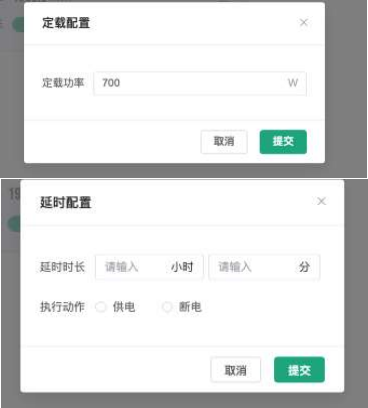 定载配置
定载功率 700 W
取消 提交
19
延时配置
延时时长 请输入 小时 请输入 分
执行动作 供电 断电
取消 提交